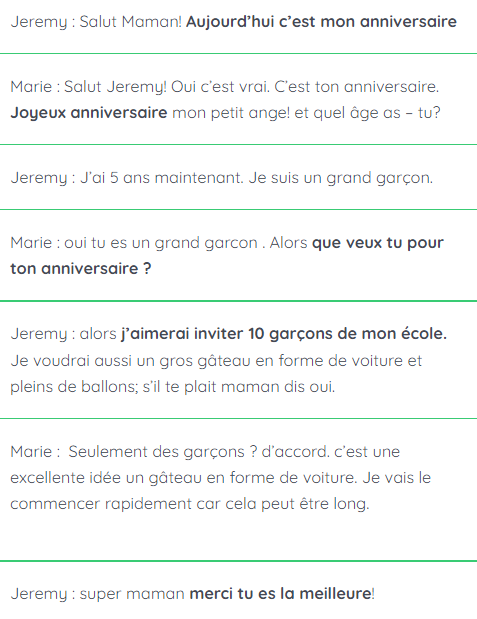 Jeremy : Salut Maman! Aujourd’hui c’est mon anniversaire
Marie : Salut Jeremy! Oui c’est vrai. C’est ton anniversaire.
Joyeux anniversaire mon petit ange! et quel âge as – tu?
Jeremy : J’ai 5 ans maintenant. Je suis un grand garçon.
Marie : oui tu es un grand garcon . Alors que veux tu pour
ton anniversaire ?
Jeremy : alors j’aimerai inviter 10 garçons de mon école.
Je voudrai aussi un gros gâteau en forme de voiture et
pleins de ballons; s’il te plait maman dis oui.
Marie : Seulement des garçons ? d’accord. c’est une
excellente idée un gâteau en forme de voiture. Je vais le
commencer rapidement car cela peut être long.
Jeremy : super maman merci tu es la meilleure!